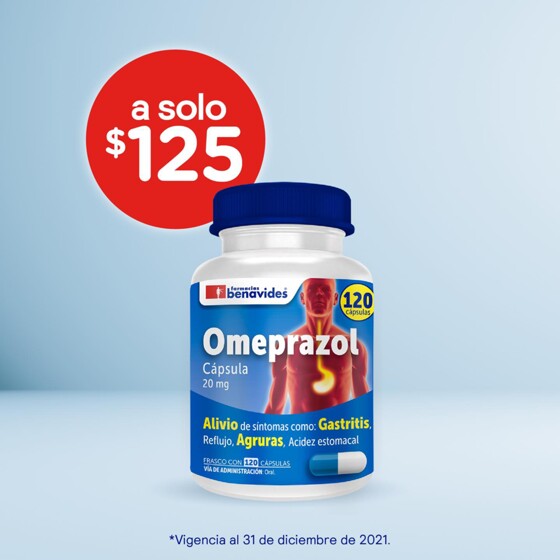 a solo
$125
farmacias
benavides®
120
cápsulas
Omeprazol
Cápsula
20 mg
Alivio de síntomas como: Gastritis,
Reflujo, Agruras, Acidez estomacal
FRASCO CON 120 CÁPSULAS
VÍA DE ADMINISTRACIÓN: Oral.
*Vigencia al 31 de diciembre de 2021.